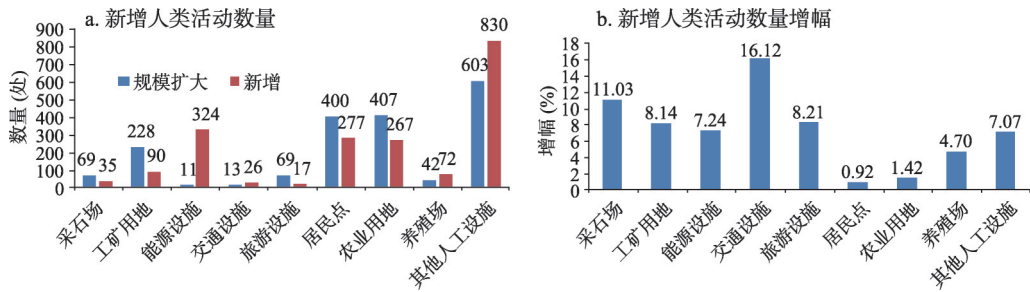 a. 新增人类活动数量
数量 (处)
900
800
700
600
500
400
300
200
100
0
规模扩大 新增
69 35
228 90
11 324
13 26
69 17
400 277
407 267
42 72
603 830
采石场
工矿用地
能源设施
交通设施
旅游设施
居民点
农业用地
养殖场
其他人工设施
b. 新增人类活动数量增幅
增幅 (%)
18
16
14
12
10
8
6
4
2
0
11.03
8.14
7.24
16.12
8.21
0.92
1.42
4.70
7.07
采石场
工矿用地
能源设施
交通设施
旅游设施
居民点
农业用地
养殖场
其他人工设施